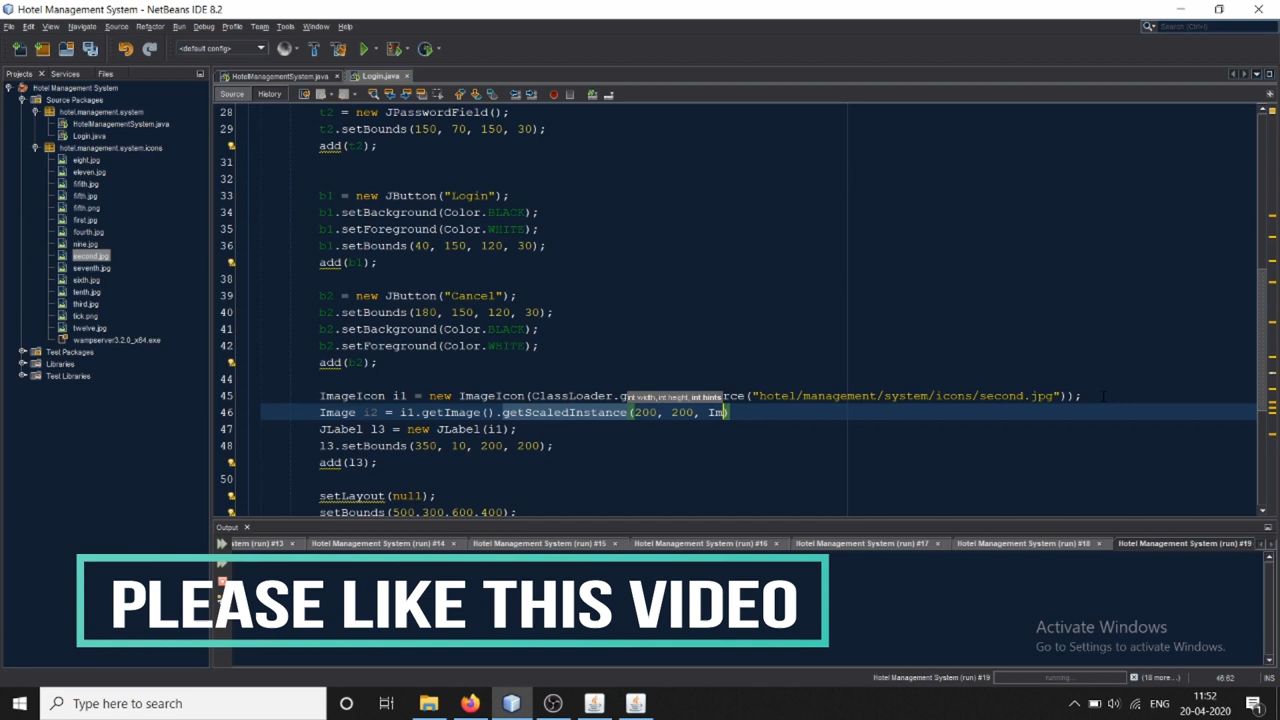 Hotel Management System - NetBeans IDE 8.2
File Edit View Navigate Source Refactor Run Debug Profile Team Tools Window Help
Search (Ctrl+I)
<default config>
Projects Services Files
HotelManagementSystem.java Login.java
Source History
Hotel Management System
Source Packages
hotel.management.system
HotelManagementSystem.java
Login.java
hotel.management.system.icons
eight.jpg
eleven.jpg
fifith.jpg
fifth.jpg
fifth.png
first.jpg
fourth.jpg
nine.jpg
second.jpg
seventh.jpg
sixth.jpg
tenth.jpg
third.jpg
tick.png
twelve.jpg
wampserver3.2.0_x64.exe
Test Packages
Libraries
Test Libraries
28 t2 = new JPasswordField();
29 t2.setBounds(150, 70, 150, 30);
30 add(t2);
31
32
33 b1 = new JButton("Login");
34 b1.setBackground(Color.BLACK);
35 b1.setForeground(Color.WHITE);
36 b1.setBounds(40, 150, 120, 30);
37 add(b1);
38
39 b2 = new JButton("Cancel");
40 b2.setBounds(180, 150, 120, 30);
41 b2.setBackground(Color.BLACK);
42 b2.setForeground(Color.WHITE);
43 add(b2);
44
45 ImageIcon i1 = new ImageIcon(ClassLoader.g int width, int height, int hints rce("hotel/management/system/icons/second.jpg"));
46 Image i2 = i1.getImage().getScaledInstance(200, 200, Im)
47 JLabel l3 = new JLabel(i1);
48 l3.setBounds(350, 10, 200, 200);
49 add(l3);
50
51 setLayout(null);
52 setBounds(500,300,600,400);
Output
stem (run) #13 Hotel Management System (run) #14 Hotel Management System (run) #15 Hotel Management System (run) #16 Hotel Management System (run) #17 Hotel Management System (run) #18 Hotel Management System (run) #19
PLEASE LIKE THIS VIDEO
Activate Windows
Go to Settings to activate Windows.
Hotel Management System (run) #19 running... (18 more...) 46:62 INS
Type here to search
ENG
11:52
20-04-2020
1